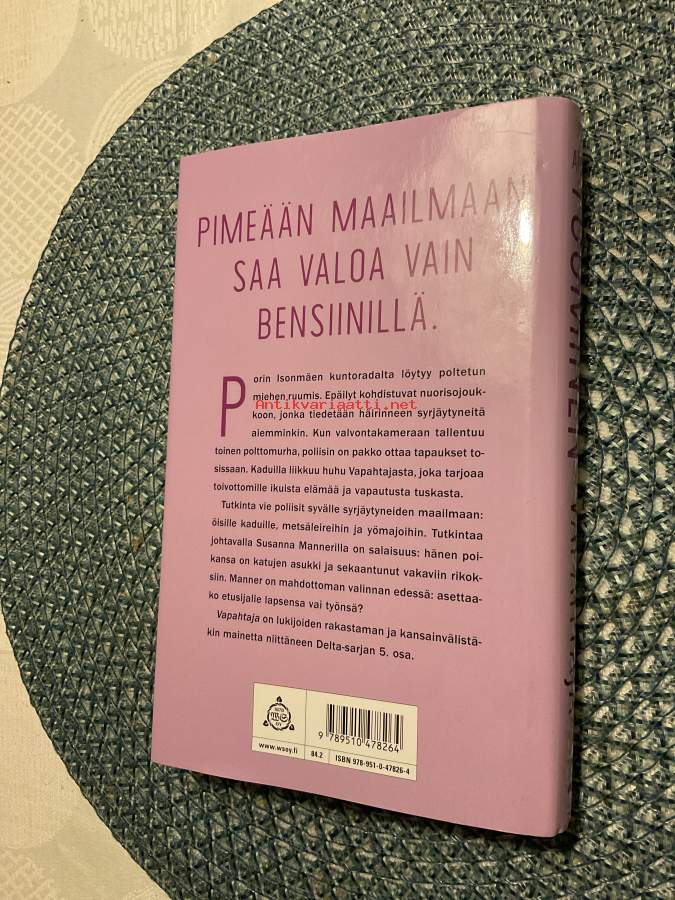 PIMEÄÄN MAAILMAAN
SAA VALOA VAIN
BENSIINILLÄ.
Porin Isonmäen kuntoradalta löytyy poltetun
miehen ruumis. Epäilyt kohdistuvat nuorisojouk-
Antikvariaatti.net
koon, jonka tiedetään häirinneen syrjäytyneitä
aiemminkin. Kun valvontakameraan tallentuu
toinen polttomurha, poliisin on pakko ottaa tapaukset to-
sissaan. Kaduilla liikkuu huhu Vapahtajasta, joka tarjoaa
toivottomille ikuista elämää ja vapautusta tuskasta.
Tutkinta vie poliisit syvälle syrjäytyneiden maailmaan:
öisille kaduille, metsäleireihin ja yömajoihin. Tutkintaa
johtavalla Susanna Mannerilla on salaisuus: hänen poi-
kansa on katujen asukki ja sekaantunut vakaviin rikok-
siin. Manner on mahdottoman valinnan edessä: asettaa-
ko etusijalle lapsensa vai työnsä?
Vapahtaja on lukijoiden rakastaman ja kansainvälistä-
kin mainetta niittäneen Delta-sarjan 5. osa.
9 789510 478264
www.wsoy.fi
84.2
ISBN 978-951-0-47826-4